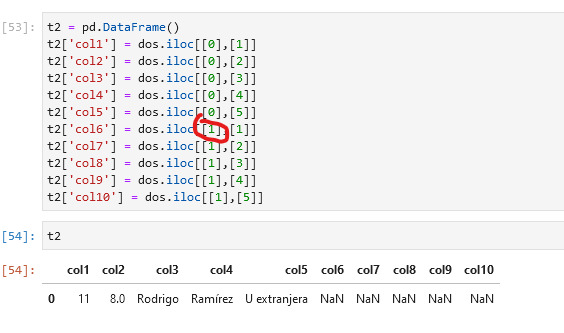 [53]: t2 = pd.DataFrame()
t2['col1'] = dos.iloc[[0],[1]]
t2['col2'] = dos.iloc[[0],[2]]
t2['col3'] = dos.iloc[[0],[3]]
t2['col4'] = dos.iloc[[0],[4]]
t2['col5'] = dos.iloc[[0],[5]]
t2['col6'] = dos.iloc[[1],[1]]
t2['col7'] = dos.iloc[[1],[2]]
t2['col8'] = dos.iloc[[1],[3]]
t2['col9'] = dos.iloc[[1],[4]]
t2['col10'] = dos.iloc[[1],[5]]
[54]: t2
[54]: col1 col2 col3 col4 col5 col6 col7 col8 col9 col10
0 11 8.0 Rodrigo Ramírez U extranjera NaN NaN NaN NaN NaN